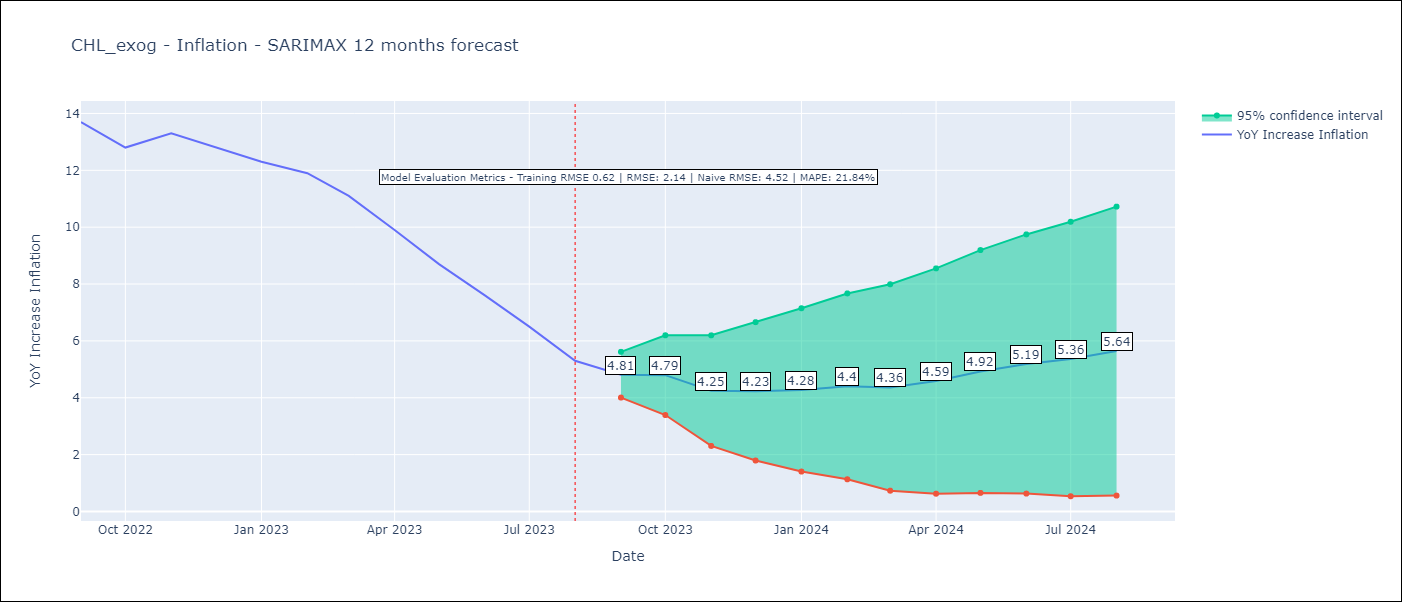 CHL_exog - Inflation - SARIMAX 12 months forecast
95% confidence interval
YoY Increase Inflation
Model Evaluation Metrics - Training RMSE 0.62 | RMSE: 2.14 | Naive RMSE: 4.52 | MAPE: 21.84%
YoY Increase Inflation
14
12
10
8
6
4
2
0
4.81
4.79
4.25
4.23
4.28
4.4
4.36
4.59
4.92
5.19
5.36
5.64
Oct 2022
Jan 2023
Apr 2023
Jul 2023
Oct 2023
Jan 2024
Apr 2024
Jul 2024
Date